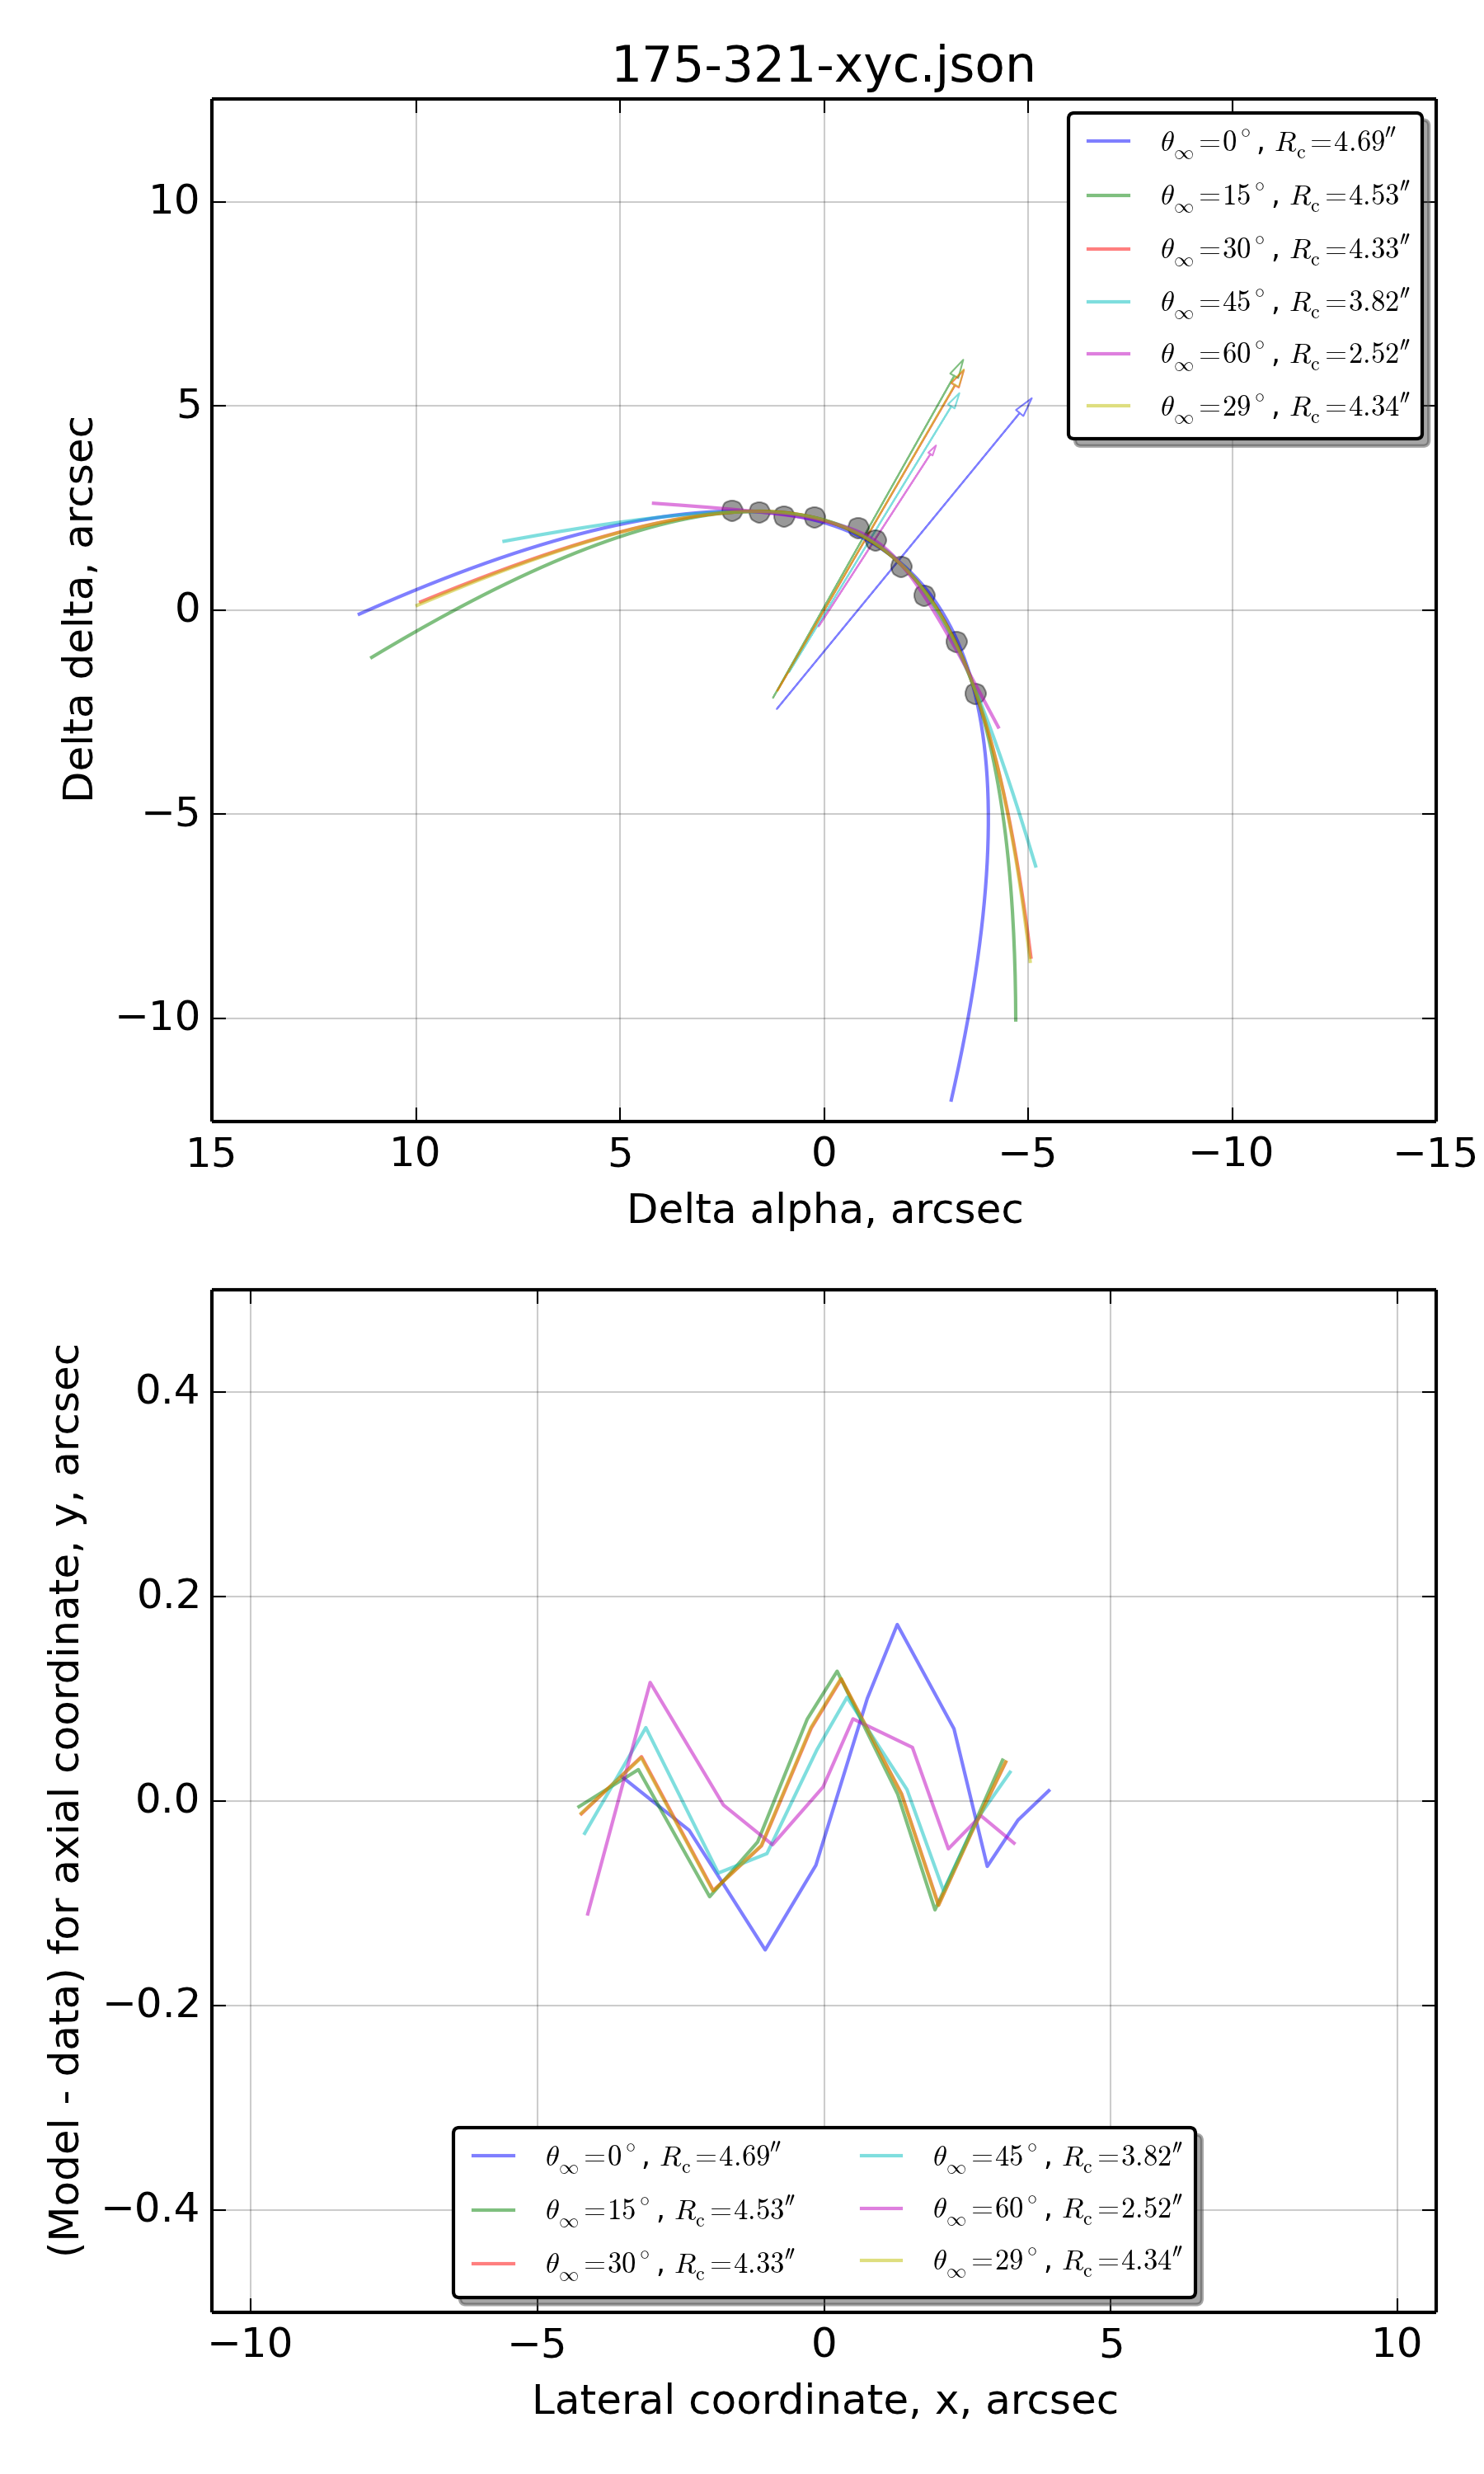 175-321-xyc.json
θ∞=0°, Rc=4.69″
θ∞=15°, Rc=4.53″
θ∞=30°, Rc=4.33″
θ∞=45°, Rc=3.82″
θ∞=60°, Rc=2.52″
θ∞=29°, Rc=4.34″
10
5
0
−5
−10
Delta delta, arcsec
15 10 5 0 −5 −10 −15
Delta alpha, arcsec
0.4
0.2
0.0
−0.2
−0.4
(Model - data) for axial coordinate, y, arcsec
θ∞=0°, Rc=4.69″ θ∞=45°, Rc=3.82″
θ∞=15°, Rc=4.53″ θ∞=60°, Rc=2.52″
θ∞=30°, Rc=4.33″ θ∞=29°, Rc=4.34″
−10 −5 0 5 10
Lateral coordinate, x, arcsec